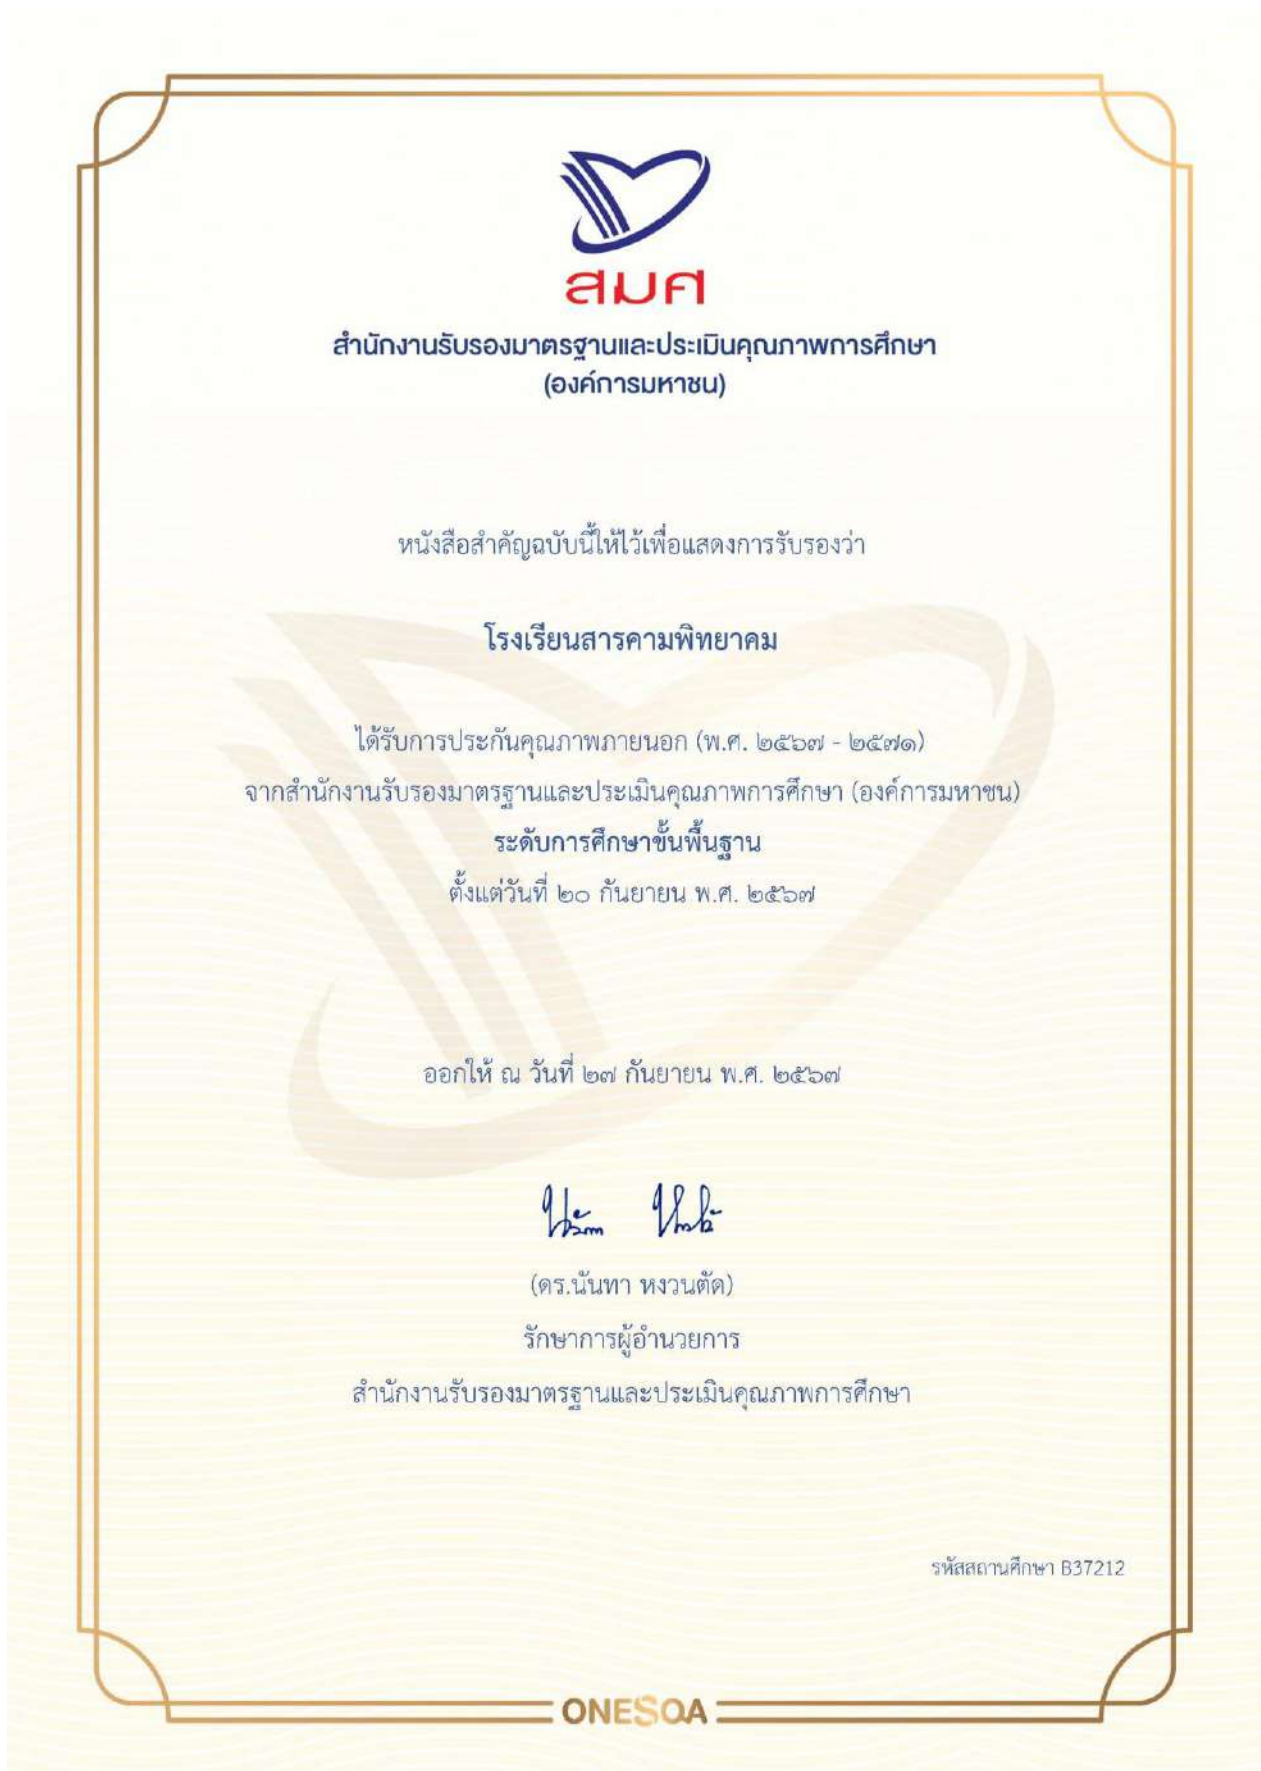 สมศ
สำนักงานรับรองมาตรฐานและประเมินคุณภาพการศึกษา
(องค์การมหาชน)
หนังสือสำคัญฉบับนี้ให้ไว้เพื่อแสดงการรับรองว่า
โรงเรียนสารคามพิทยาคม
ได้รับการประกันคุณภาพภายนอก (พ.ศ. ๒๕๖๗ - ๒๕๗๑)
จากสำนักงานรับรองมาตรฐานและประเมินคุณภาพการศึกษา (องค์การมหาชน)
ระดับการศึกษาขั้นพื้นฐาน
ตั้งแต่วันที่ ๒๐ กันยายน พ.ศ. ๒๕๖๗
ออกให้ ณ วันที่ ๒๗ กันยายน พ.ศ. ๒๕๖๗
(ดร.นันทา หงวนตัด)
รักษาการผู้อำนวยการ
สำนักงานรับรองมาตรฐานและประเมินคุณภาพการศึกษา
รหัสสถานศึกษา B37212
ONESQA